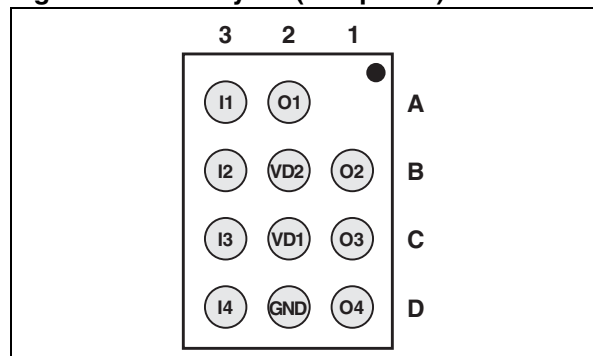 3 2 1
I1 O1 A
I2 VD2 O2 B
I3 VD1 O3 C
I4 GND O4 D